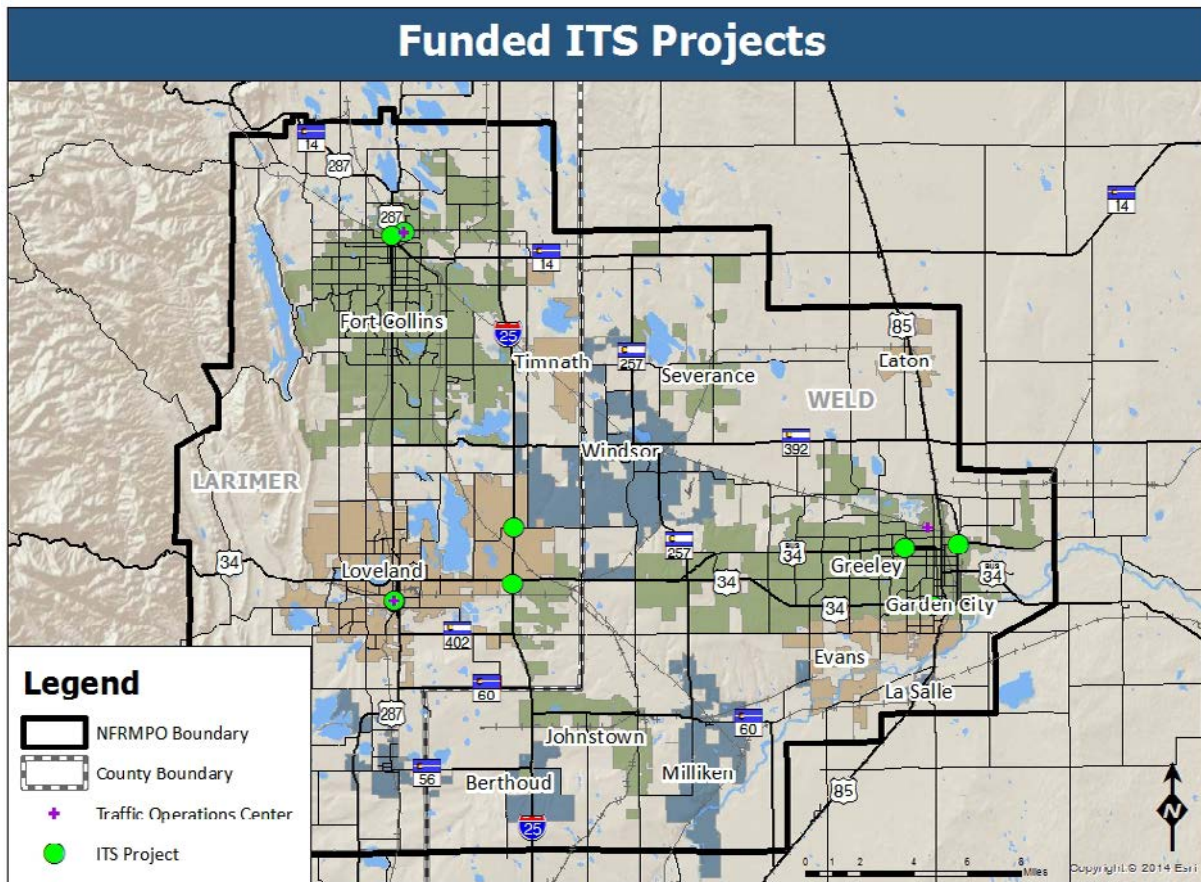 Funded ITS Projects
14
287
287
14
14
Fort Collins
25
85
Timnath
257
Eaton
Severance
WELD
Windsor
392
LARIMER
257
BUS
34
34
Loveland
Greeley
BUS
34
34
34
Garden City
402
Evans
60
La Salle
287
60
Johnstown
56
Berthoud
Milliken
85
25
Legend
NFRMPO Boundary
County Boundary
Traffic Operations Center
ITS Project
N
0 2 4 6 8
Miles
Copyright © 2014 Esri